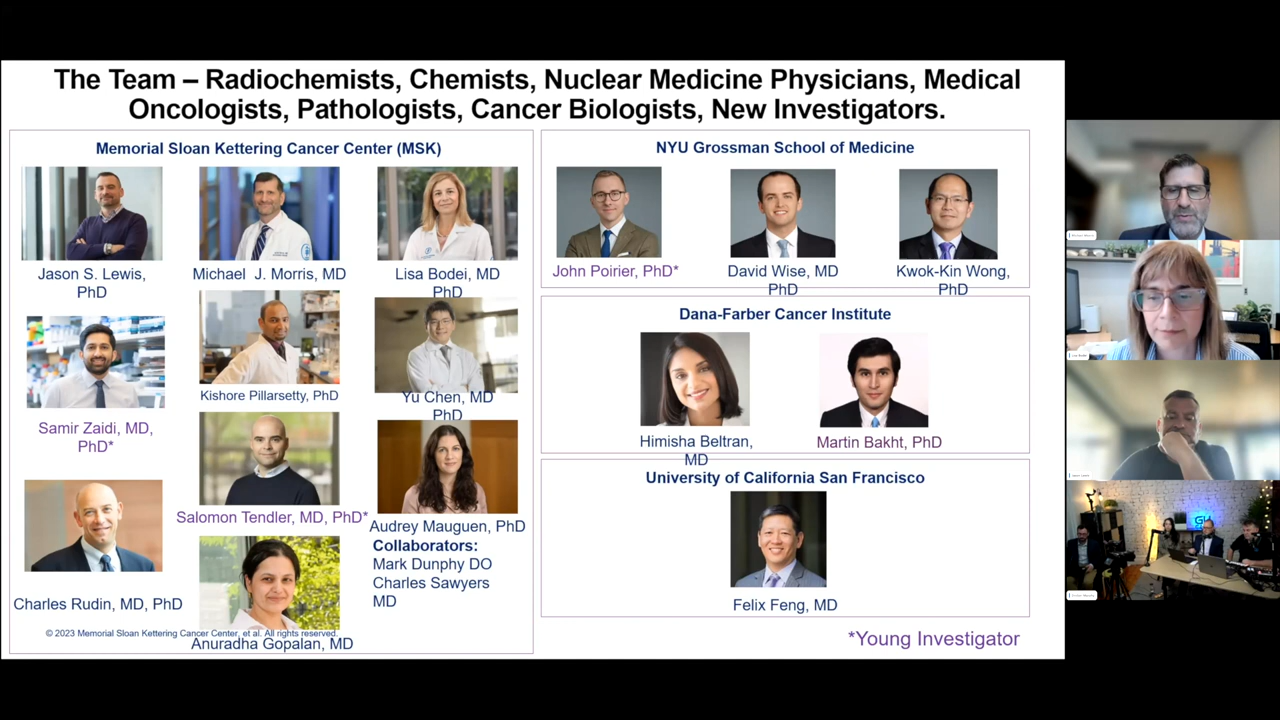 The Team – Radiochemists, Chemists, Nuclear Medicine Physicians, Medical
Oncologists, Pathologists, Cancer Biologists, New Investigators.
Memorial Sloan Kettering Cancer Center (MSK)
Jason S. Lewis,
PhD
Michael J. Morris, MD
Lisa Bodei, MD
PhD
Samir Zaidi, MD,
PhD*
Kishore Pillarsetty, PhD
Yu Chen, MD
PhD
Salomon Tendler, MD, PhD*
Audrey Mauguen, PhD
Collaborators:
Mark Dunphy DO
Charles Sawyers
MD
Charles Rudin, MD, PhD
© 2023 Memorial Sloan Kettering Cancer Center, et al. All rights reserved.
Anuradha Gopalan, MD
NYU Grossman School of Medicine
John Poirier, PhD*
David Wise, MD
PhD
Kwok-Kin Wong,
PhD
Dana-Farber Cancer Institute
Himisha Beltran,
MD
Martin Bakht, PhD
University of California San Francisco
Felix Feng, MD
*Young Investigator